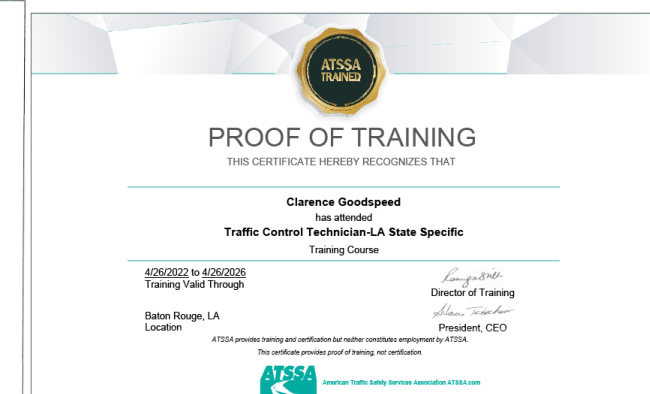 ATSSA
TRAINED
PROOF OF TRAINING
THIS CERTIFICATE HEREBY RECOGNIZES THAT
Clarence Goodspeed
has attended
Traffic Control Technician-LA State Specific
Training Course
4/26/2022 to 4/26/2026
Training Valid Through
Director of Training
Baton Rouge, LA
Location
President, CEO
ATSSA provides training and certification but neither constitutes employment by ATSSA.
This certificate provides proof of training, not certification.
ATSSA
American Traffic Safety Services Association ATSSA.com